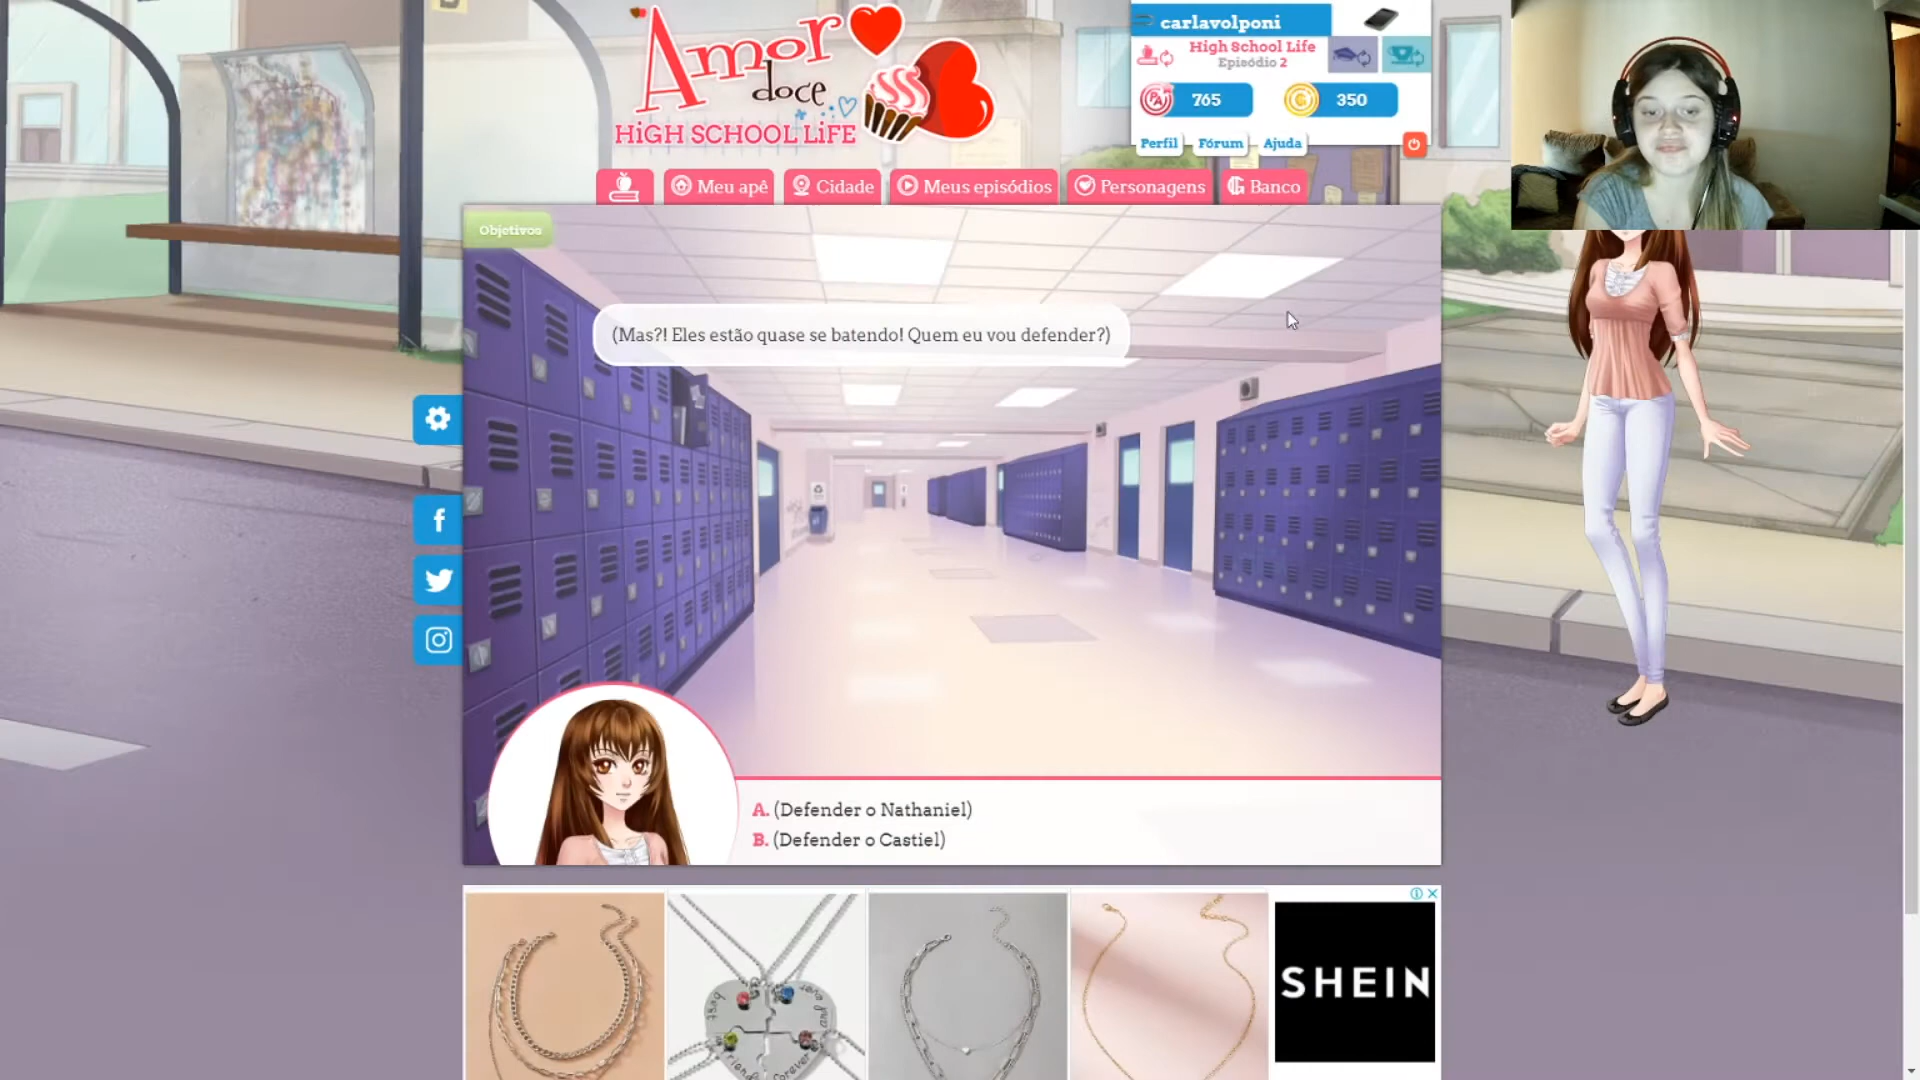 Amor
doce
HiGH SCHOOL LiFE
carlavolponi
High School Life
Episódio 2
765
350
Perfil
Fórum
Ajuda
Meu apê
Cidade
Meus episódios
Personagens
Banco
Objetivos
(Mas?! Eles estão quase se batendo! Quem eu vou defender?)
A. (Defender o Nathaniel)
B. (Defender o Castiel)
best
forever
SHEIN